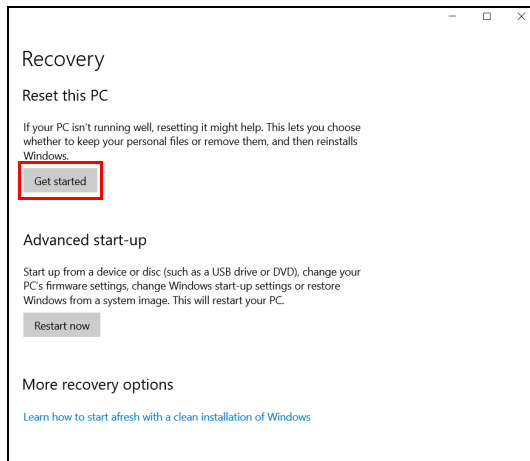 Recovery
Reset this PC
If your PC isn't running well, resetting it might help. This lets you choose
whether to keep your personal files or remove them, and then reinstalls
Windows.
Get started
Advanced start-up
Start up from a device or disc (such as a USB drive or DVD), change your
PC's firmware settings, change Windows start-up settings or restore
Windows from a system image. This will restart your PC.
Restart now
More recovery options
Learn how to start afresh with a clean installation of Windows